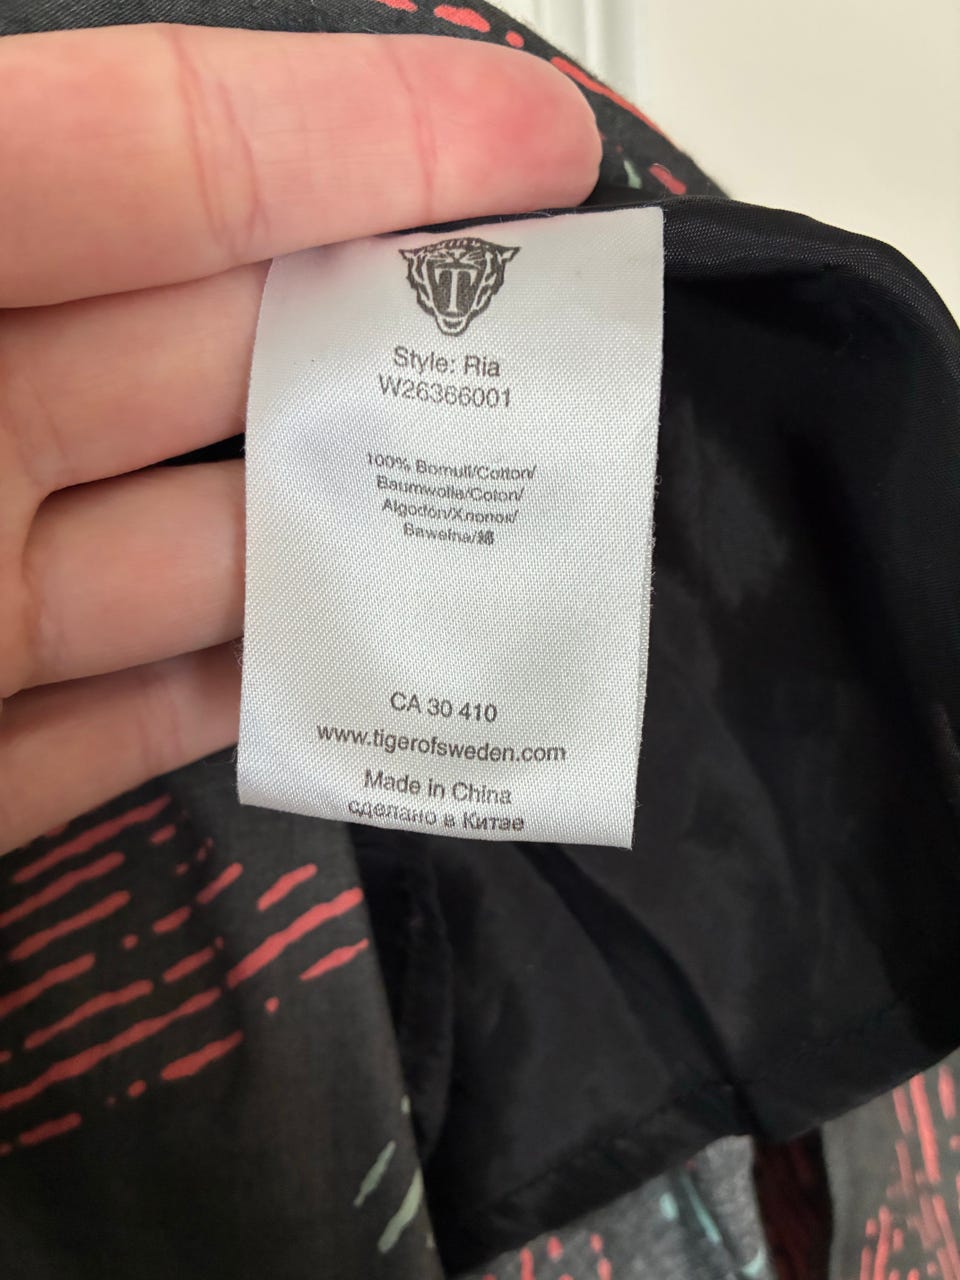 T
Style: Ria
W26366001
100% Bomull/Cotton/
Baumwolle/Coton/
Algodón/Хлопок/
Bawełna/棉
CA 30 410
www.tigerofsweden.com
Made in China
сделано в Китае